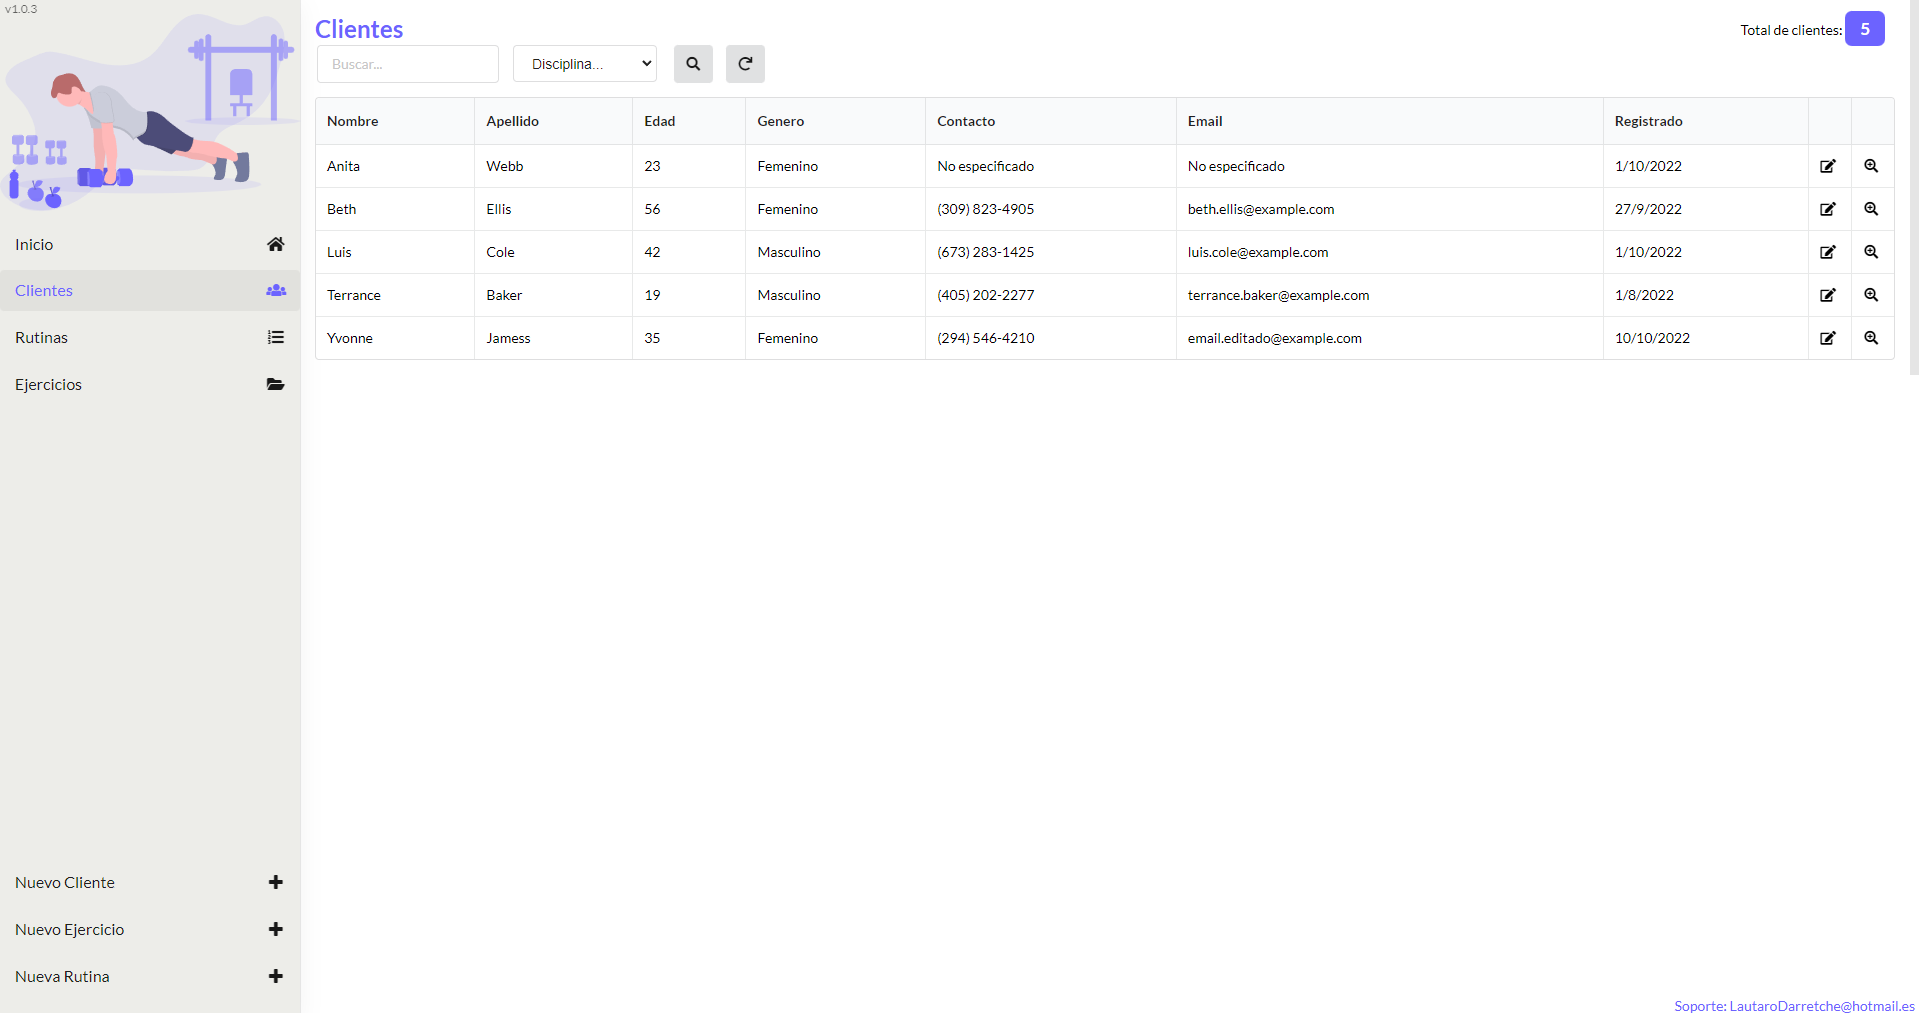 v1.0.3
Clientes
Total de clientes: 5
Buscar...
Disciplina...
Nombre Apellido Edad Genero Contacto Email Registrado
Anita Webb 23 Femenino No especificado No especificado 1/10/2022
Beth Ellis 56 Femenino (309) 823-4905 beth.ellis@example.com 27/9/2022
Luis Cole 42 Masculino (673) 283-1425 luis.cole@example.com 1/10/2022
Terrance Baker 19 Masculino (405) 202-2277 terrance.baker@example.com 1/8/2022
Yvonne Jamess 35 Femenino (294) 546-4210 email.editado@example.com 10/10/2022
Inicio
Clientes
Rutinas
Ejercicios
Nuevo Cliente
Nuevo Ejercicio
Nueva Rutina
Soporte: LautaroDarretche@hotmail.es